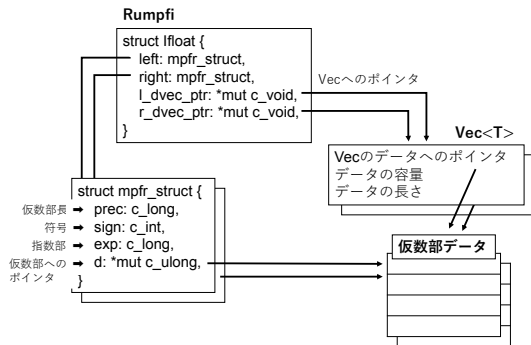 Rumpfi
struct Ifloat {
left: mpfr_struct,
right: mpfr_struct,
l_dvec_ptr: *mut c_void,
r_dvec_ptr: *mut c_void,
}
Vecへのポインタ
Vec<T>
Vecのデータへのポインタ
データの容量
データの長さ
struct mpfr_struct {
仮数部長 → prec: c_long,
符号 → sign: c_int,
指数部 → exp: c_long,
仮数部への → d: *mut c_ulong,
ポインタ
}
仮数部データ